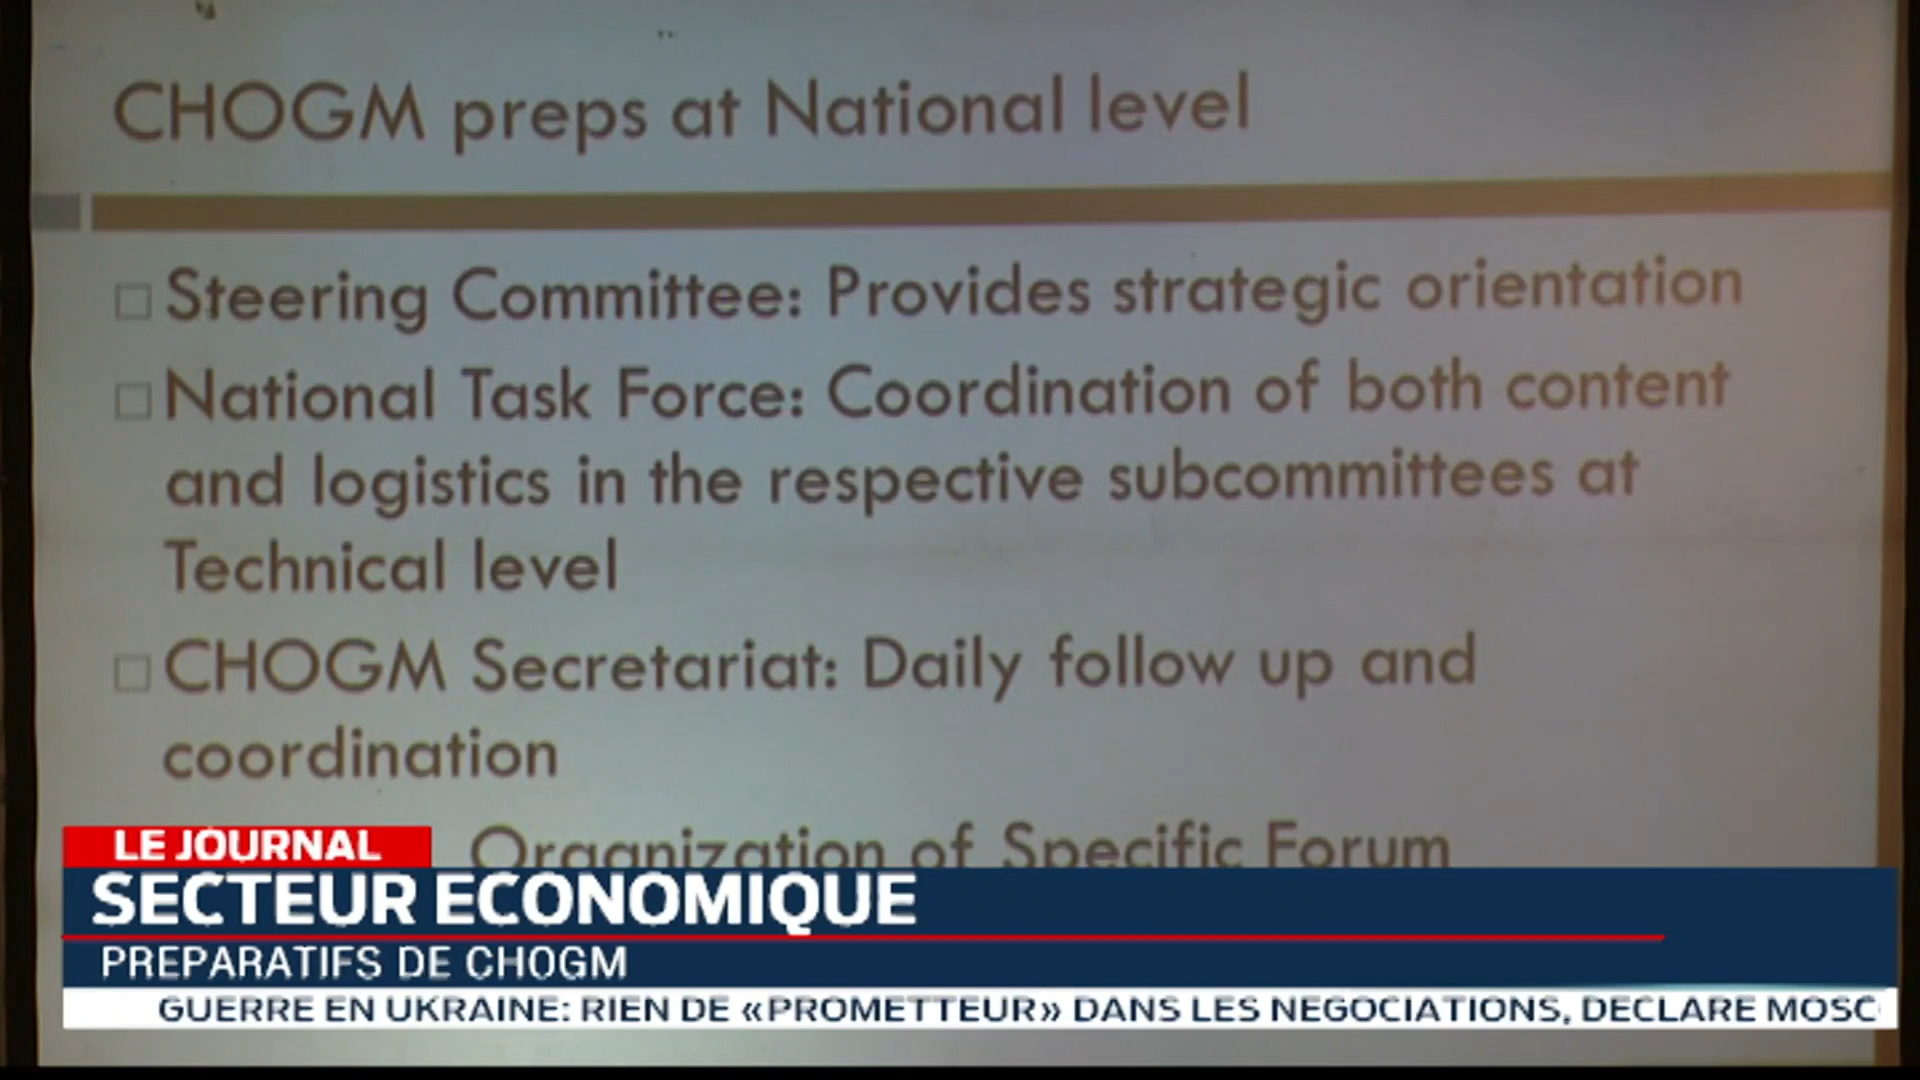 CHOGM preps at National level
Steering Committee: Provides strategic orientation
National Task Force: Coordination of both content
and logistics in the respective subcommittees at
Technical level
CHOGM Secretariat: Daily follow up and
coordination
Organization of Specific Forum
LE JOURNAL
SECTEUR ECONOMIQUE
PREPARATIFS DE CHOGM
GUERRE EN UKRAINE: RIEN DE «PROMETTEUR» DANS LES NEGOCIATIONS, DECLARE MOSC